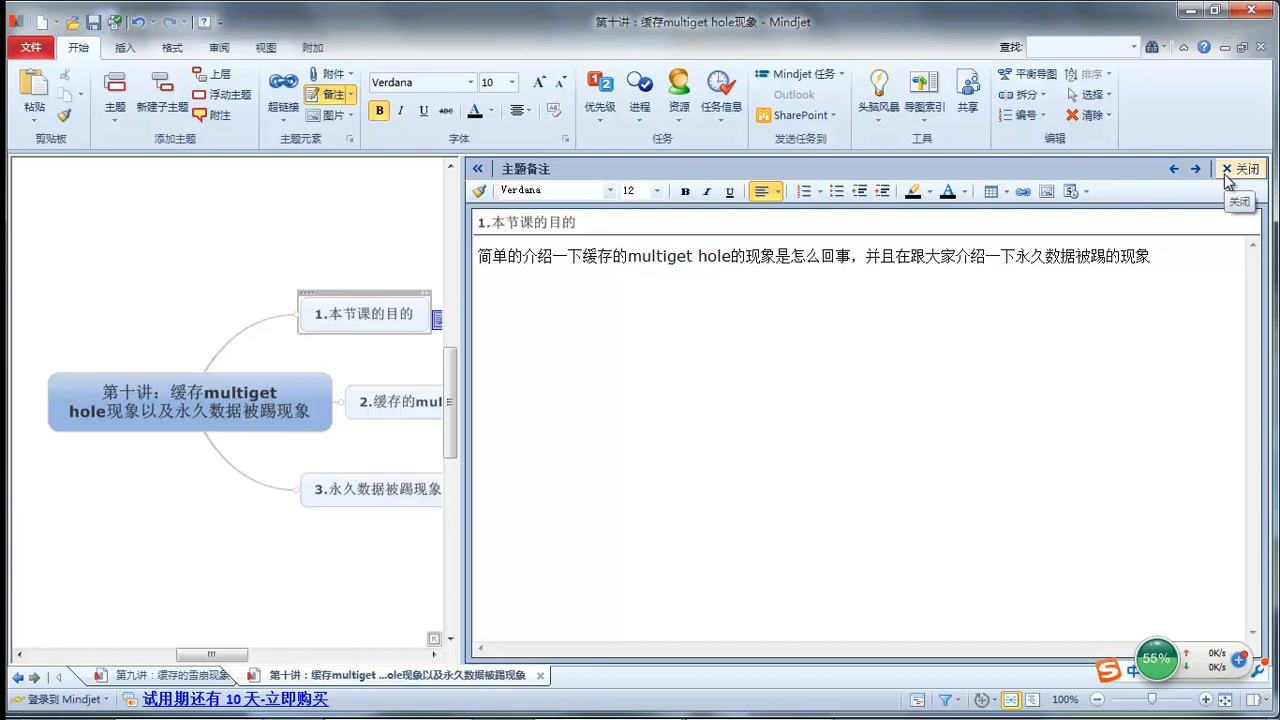 第十讲：缓存multiget hole现象 - Mindjet
文件 开始 插入 格式 审阅 视图 附加 查找:
粘贴
剪贴板
主题 新建子主题 上层 浮动主题 附注
添加主题
超链接 附件 备注 图片
主题元素
Verdana 10
B I U abc A
字体
优先级 进程 资源 任务信息
任务
Mindjet 任务
Outlook
SharePoint
发送任务到
头脑风暴 导图索引 共享
工具
平衡导图 排序
拆分 选择
编号 清除
编辑
主题备注 关闭
Verdana 12 B I U A
关闭
1.本节课的目的
简单的介绍一下缓存的multiget hole的现象是怎么回事，并且在跟大家介绍一下永久数据被踢的现象
1.本节课的目的
第十讲：缓存multiget
hole现象以及永久数据被踢现象
2.缓存的mul
3.永久数据被踢现象
第九讲：缓存的雪崩现象 第十讲：缓存multiget ...ole现象以及永久数据被踢现象
55% 0K/s
0K/s
中
登录到 Mindjet 试用期还有 10 天-立即购买 100%